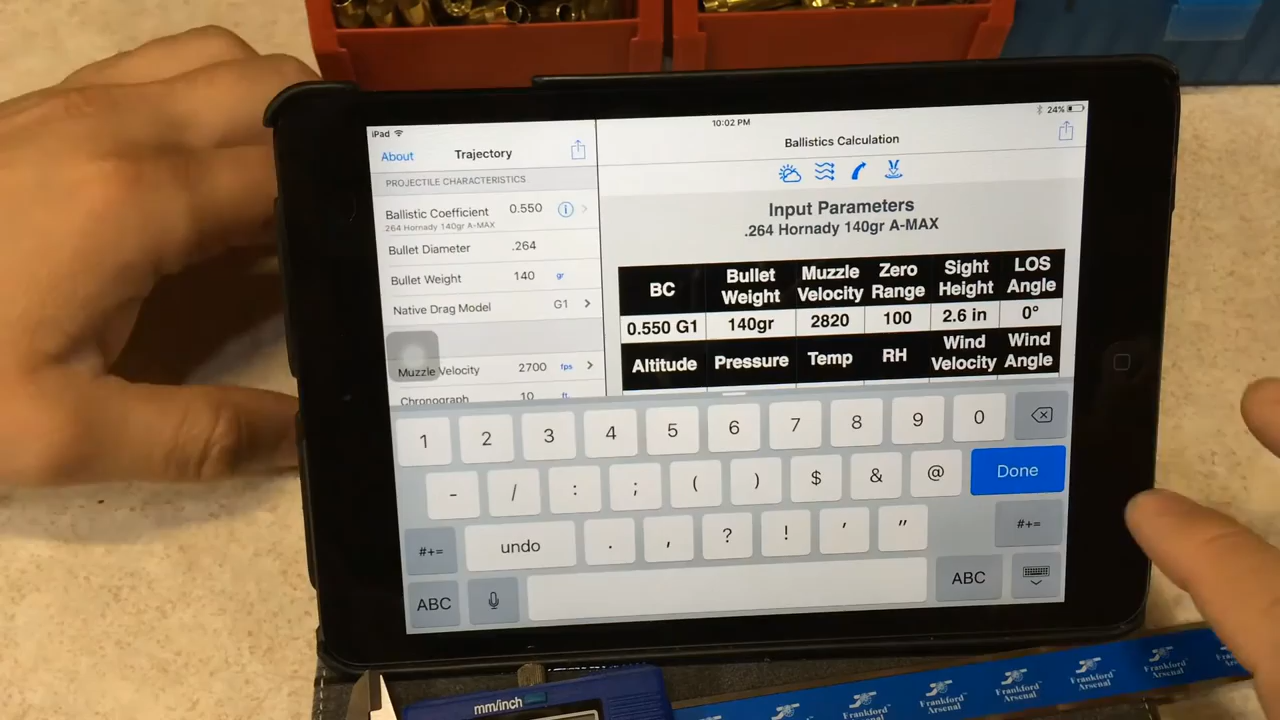 iPad
10:02 PM
24%
About
Trajectory
Ballistics Calculation
PROJECTILE CHARACTERISTICS
Ballistic Coefficient 0.550
264 Hornady 140gr A-MAX
Bullet Diameter .264
Bullet Weight 140 gr
Native Drag Model G1
Muzzle Velocity 2700 fps
Chronograph 10 ft.
Input Parameters
.264 Hornady 140gr A-MAX
BC Bullet Weight Muzzle Velocity Zero Range Sight Height LOS Angle
0.550 G1 140gr 2820 100 2.6 in 0°
Altitude Pressure Temp RH Wind Velocity Wind Angle
1 2 3 4 5 6 7 8 9 0
- / : ; ( ) $ & @ Done
#+= undo . , ? ! ' " #+=
ABC ABC
mm/inch
Frankford Arsenal
Frankford Arsenal
Frankford Arsenal
Frankford Arsenal
Frankford Arsenal